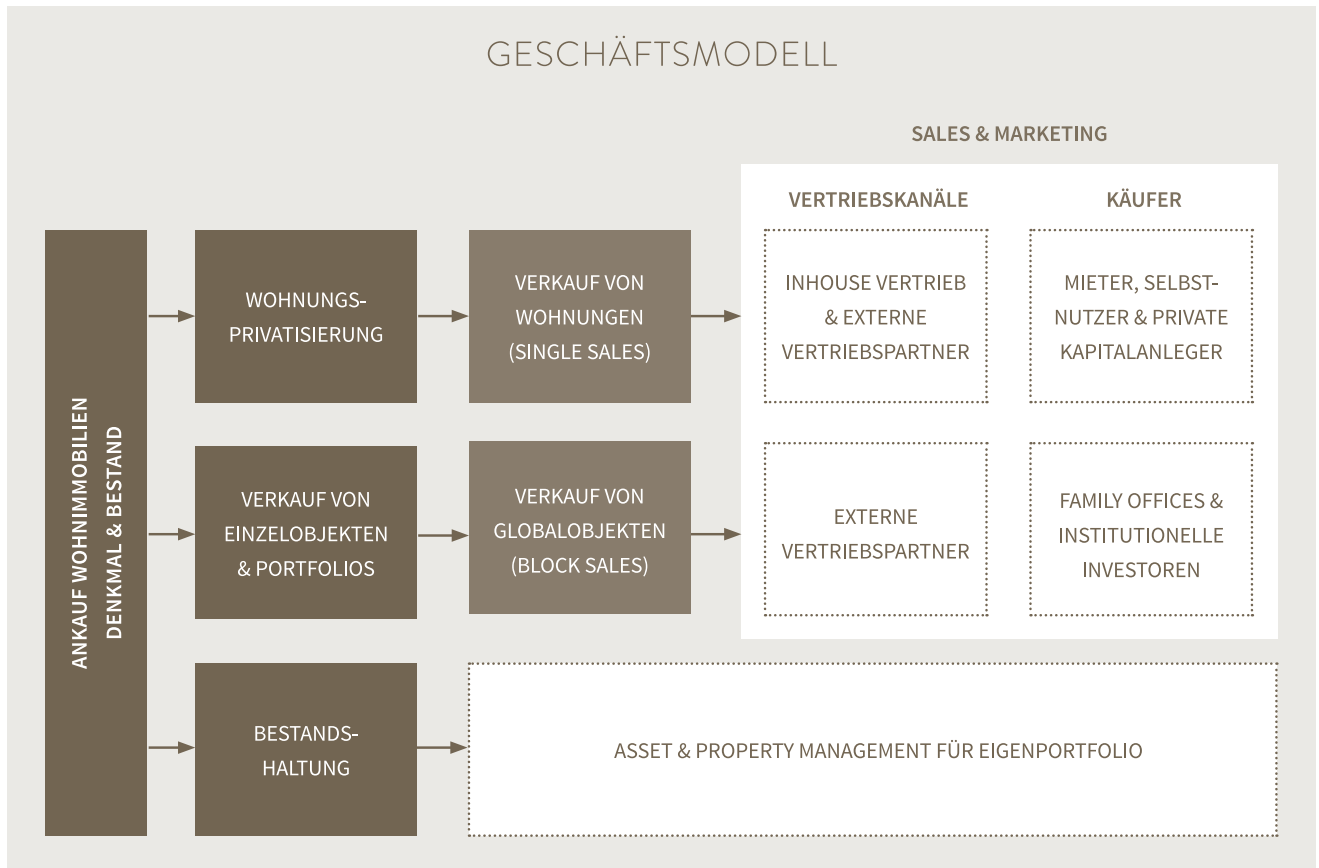 GESCHÄFTSMODELL
SALES & MARKETING
VERTRIEBSKANÄLE
KÄUFER
ANKAUF WOHNIMMOBILIEN
DENKMAL & BESTAND
WOHNUNGS-
PRIVATISIERUNG
VERKAUF VON
WOHNUNGEN
(SINGLE SALES)
INHOUSE VERTRIEB
& EXTERNE
VERTRIEBSPARTNER
MIETER, SELBST-
NUTZER & PRIVATE
KAPITALANLEGER
VERKAUF VON
EINZELOBJEKTEN
& PORTFOLIOS
VERKAUF VON
GLOBALOBJEKTEN
(BLOCK SALES)
EXTERNE
VERTRIEBSPARTNER
FAMILY OFFICES &
INSTITUTIONELLE
INVESTOREN
BESTANDS-
HALTUNG
ASSET & PROPERTY MANAGEMENT FÜR EIGENPORTFOLIO